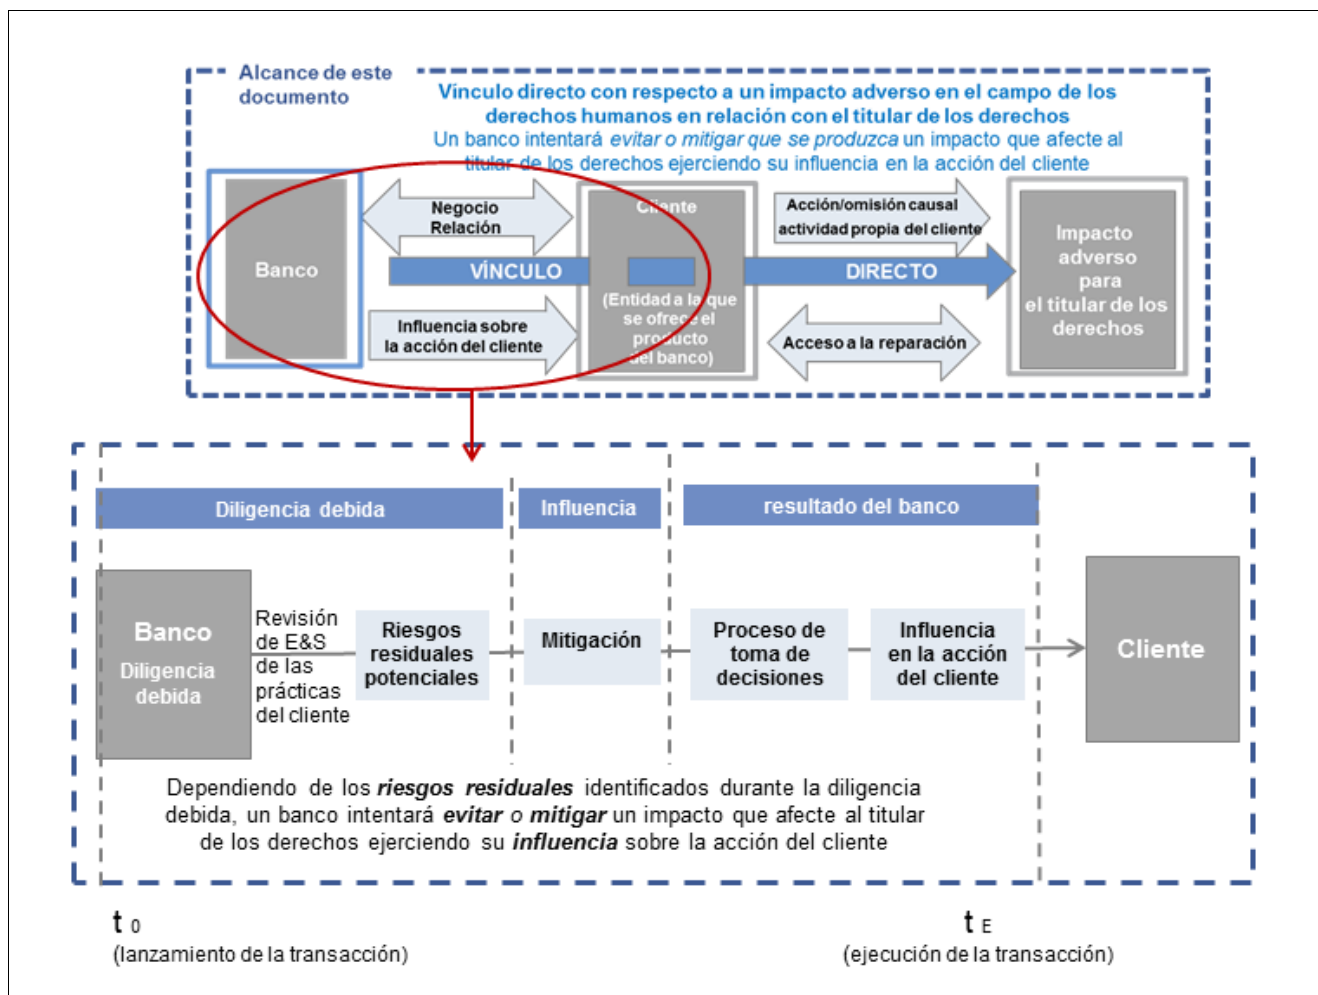 Alcance de este
documento
Vínculo directo con respecto a un impacto adverso en el campo de los
derechos humanos en relación con el titular de los derechos
Un banco intentará evitar o mitigar que se produzca un impacto que afecte al
titular de los derechos ejerciendo su influencia en la acción del cliente
Banco
Negocio
Relación
VÍNCULO
Influencia sobre
la acción del cliente
Cliente
(Entidad a la que
se ofrece el
producto
del banco)
Acción/omisión causal
actividad propia del cliente
DIRECTO
Acceso a la reparación
Impacto
adverso
para
el titular de los
derechos
Diligencia debida
Influencia
resultado del banco
Banco
Diligencia
debida
Revisión
de E&S
de las
prácticas
del cliente
Riesgos
residuales
potenciales
Mitigación
Proceso de
toma de
decisiones
Influencia
en la acción
del cliente
Cliente
Dependiendo de los riesgos residuales identificados durante la diligencia
debida, un banco intentará evitar o mitigar un impacto que afecte al titular
de los derechos ejerciendo su influencia sobre la acción del cliente
t 0
(lanzamiento de la transacción)
t E
(ejecución de la transacción)